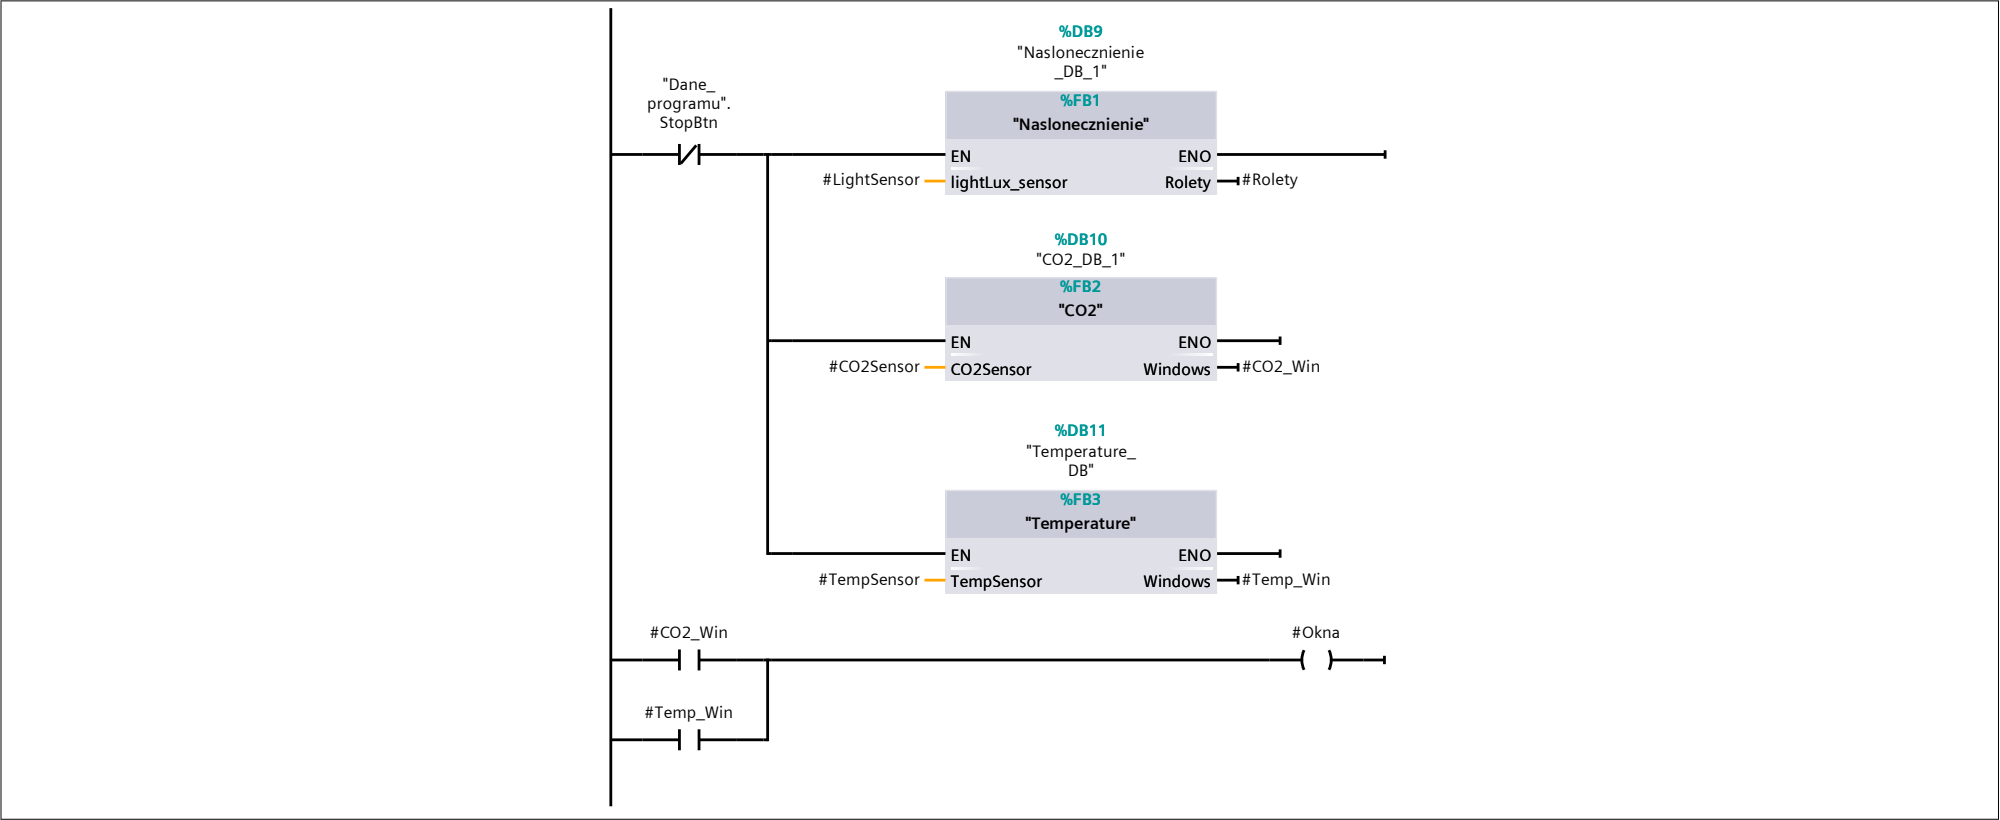 %DB9
"Naslonecznienie
_DB_1"
"Dane_
programu".
StopBtn
%FB1
"Naslonecznienie"
EN
ENO
#LightSensor
lightLux_sensor
Rolety
#Rolety
%DB10
"CO2_DB_1"
%FB2
"CO2"
EN
ENO
#CO2Sensor
CO2Sensor
Windows
#CO2_Win
%DB11
"Temperature_
DB"
%FB3
"Temperature"
EN
ENO
#TempSensor
TempSensor
Windows
#Temp_Win
#CO2_Win
#Okna
#Temp_Win